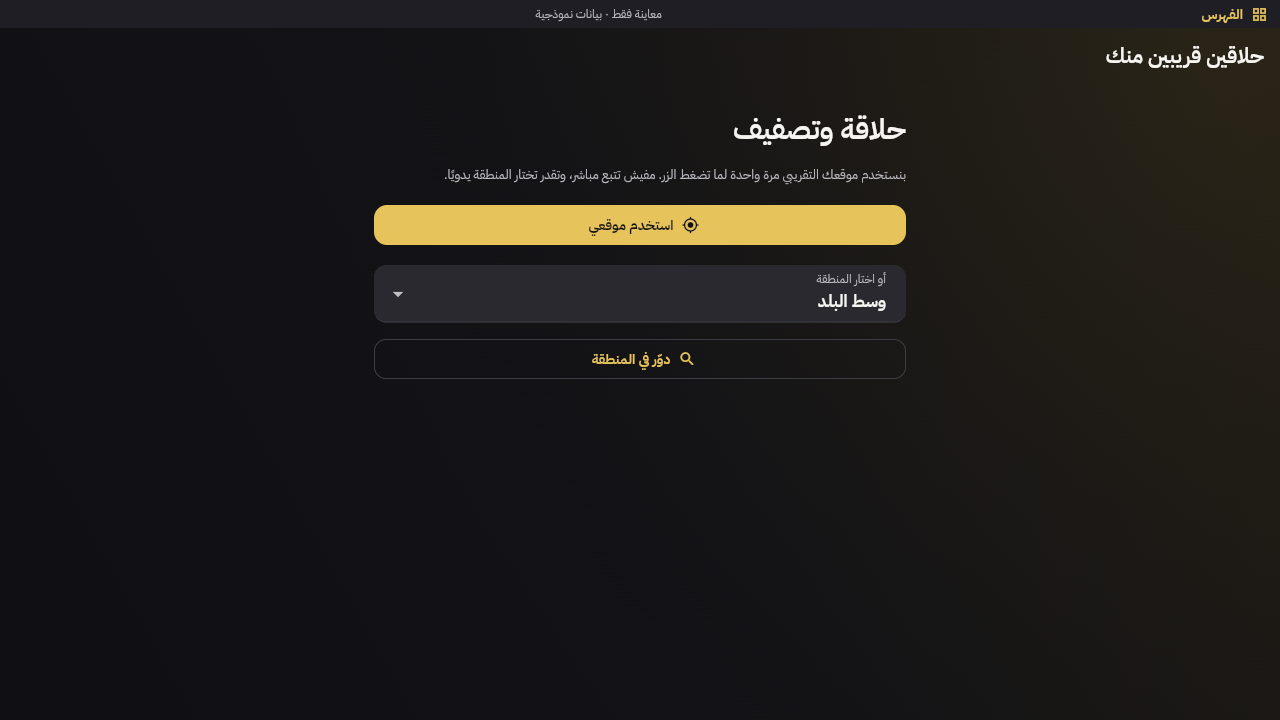 الفهرس
معاينة فقط · بيانات نموذجية
حلاقين قريبين منك
حلاقة وتصفيف
بنستخدم موقعك التقريبي مرة واحدة لما تضغط الزر. مفيش تتبع مباشر، وتقدر تختار المنطقة يدويًا.
استخدم موقعي
أو اختار المنطقة
وسط البلد
دوّر في المنطقة